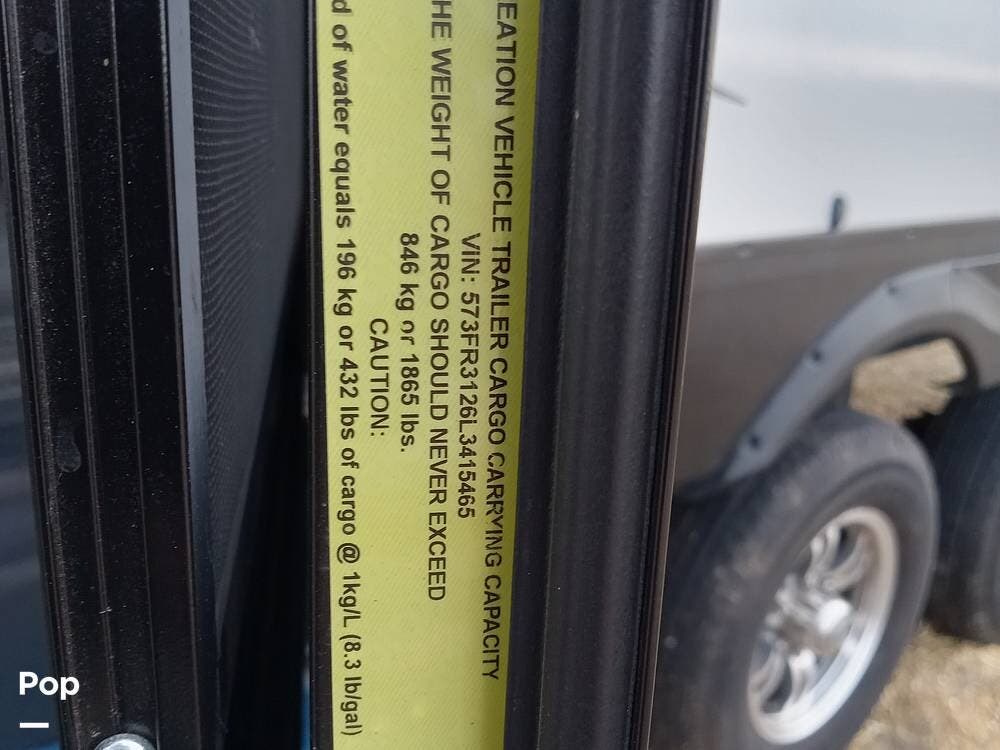 EATION VEHICLE TRAILER CARGO CARRYING CAPACITY
VIN: 573FR3126L3415465
HE WEIGHT OF CARGO SHOULD NEVER EXCEED
846 kg or 1865 lbs.
CAUTION:
d of water equals 196 kg or 432 lbs of cargo @ 1kg/L (8.3 lb/gal)
Pop